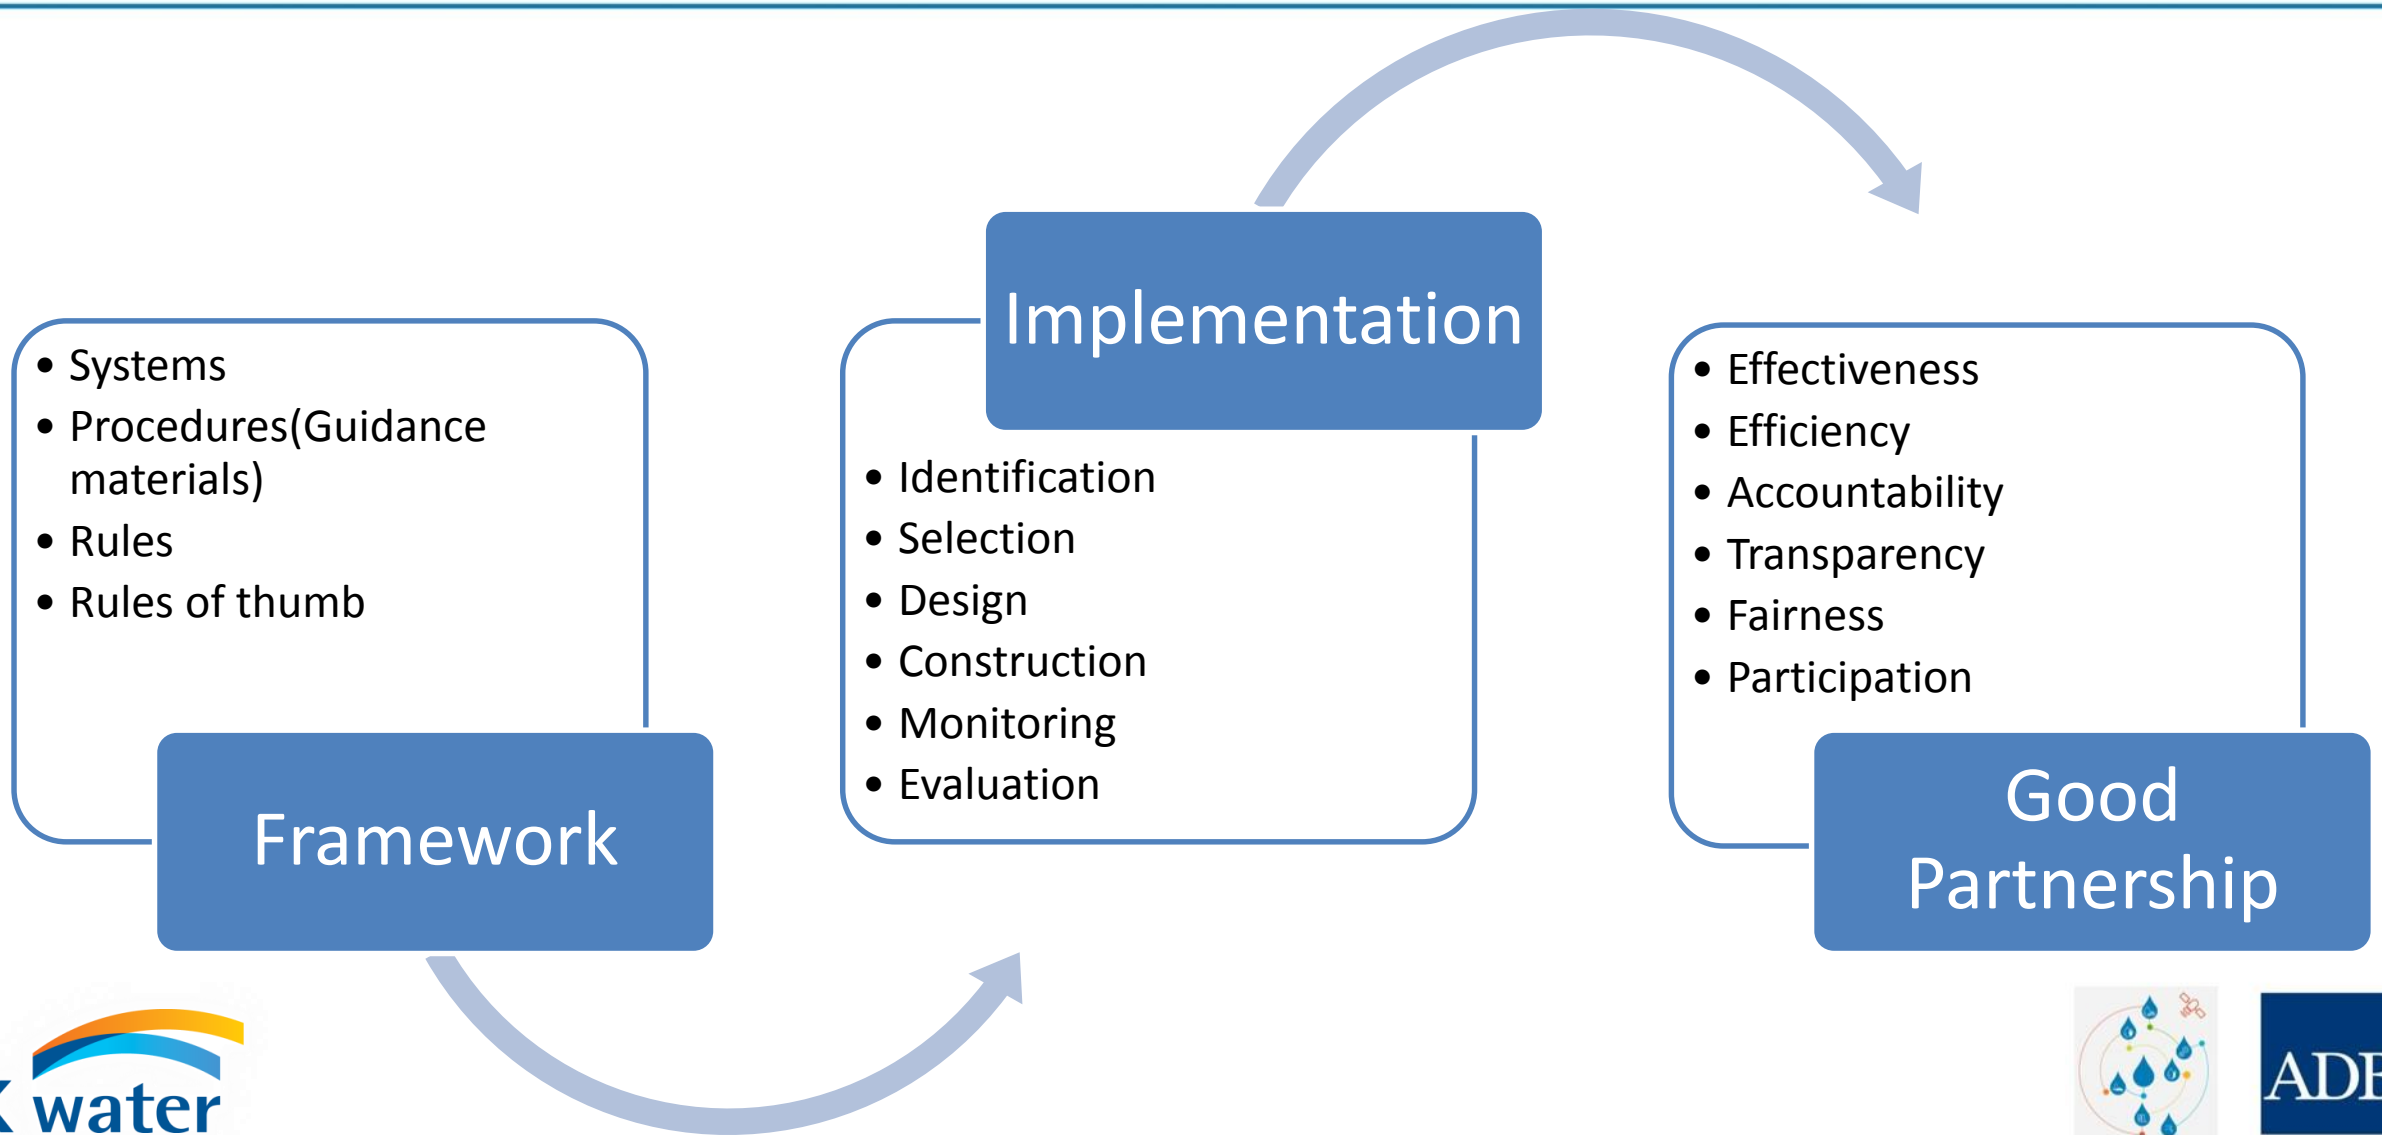 • Systems
• Procedures(Guidance
materials)
• Rules
• Rules of thumb
Framework
Implementation
• Identification
• Selection
• Design
• Construction
• Monitoring
• Evaluation
• Effectiveness
• Efficiency
• Accountability
• Transparency
• Fairness
• Participation
Good
Partnership
K water
ADB